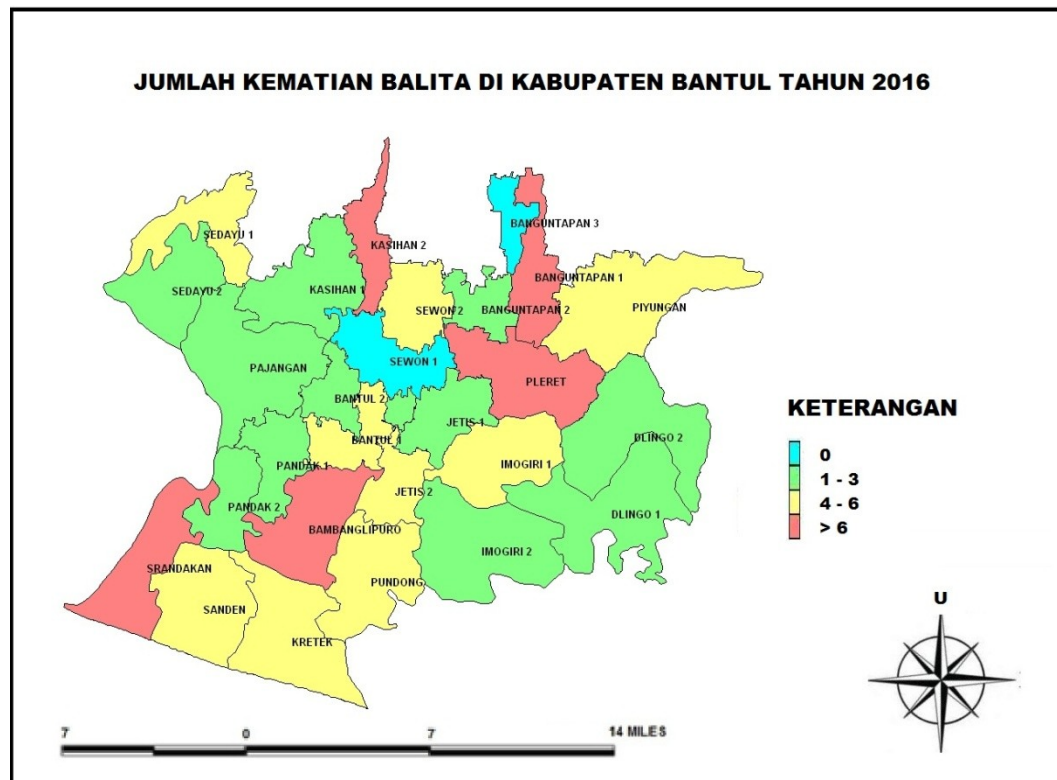 JUMLAH KEMATIAN BALITA DI KABUPATEN BANTUL TAHUN 2016
SEDAYU 1
BANGUNTAPAN 3
KASIHAN 2
BANGUNTAPAN 1
SEDAYU 2
KASIHAN 1
SEWON 2
BANGUNTAPAN 2
PIYUNGAN
SEWON 1
PAJANGAN
PLERET
BANTUL 2
JETIS 1
BANTUL 1
DLINGO 2
PANDAK 1
IMOGIRI 1
JETIS 2
PANDAK 2
DLINGO 1
BAMBANGLIPURO
IMOGIRI 2
SRANDAKAN
PUNDONG
SANDEN
KRETEK
KETERANGAN
0
1 - 3
4 - 6
> 6
U
7 0 7 14 MILES